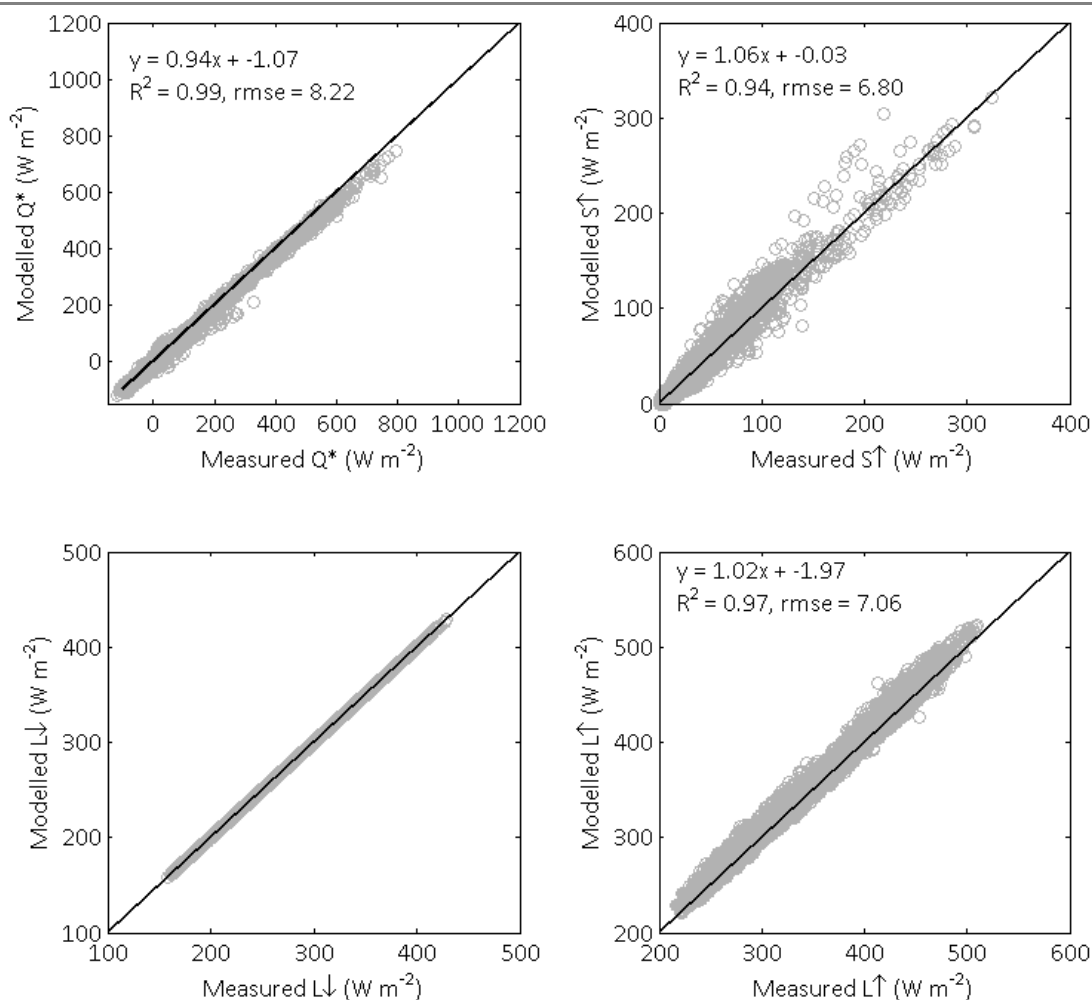 1200
1000
800
600
400
200
0
Modelled Q* (W m-2)
y = 0.94x + -1.07
R2 = 0.99, rmse = 8.22
0 200 400 600 800 1000 1200
Measured Q* (W m-2)
400
300
200
100
0
Modelled S↑ (W m-2)
y = 1.06x + -0.03
R2 = 0.94, rmse = 6.80
0 100 200 300 400
Measured S↑ (W m-2)
500
400
300
200
100
Modelled L↓ (W m-2)
100 200 300 400 500
Measured L↓ (W m-2)
600
500
400
300
200
Modelled L↑ (W m-2)
y = 1.02x + -1.97
R2 = 0.97, rmse = 7.06
200 300 400 500 600
Measured L↑ (W m-2)